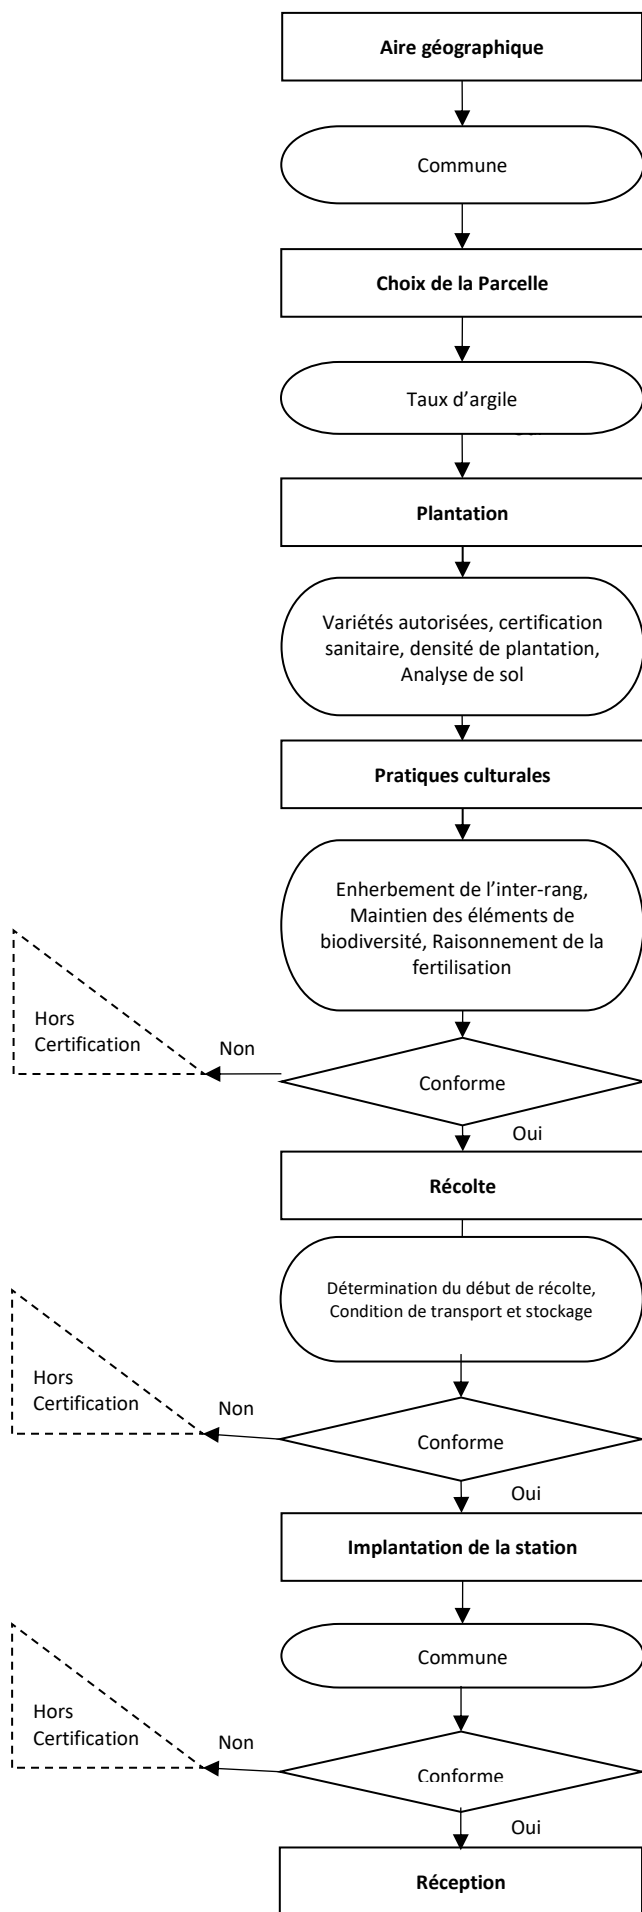 Aire géographique
Commune
Choix de la Parcelle
Taux d'argile
Plantation
Variétés autorisées, certification
sanitaire, densité de plantation,
Analyse de sol
Pratiques culturales
Enherbement de l'inter-rang,
Maintien des éléments de
biodiversité, Raisonnement de la
fertilisation
Hors
Certification
Non
Conforme
Oui
Récolte
Détermination du début de récolte,
Condition de transport et stockage
Hors
Certification
Non
Conforme
Oui
Implantation de la station
Commune
Hors
Certification
Non
Conforme
Oui
Réception